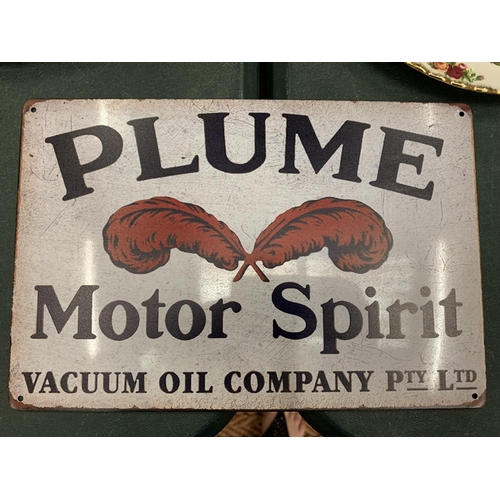 PLUME
Motor Spirit
VACUUM OIL COMPANY PTY LTD